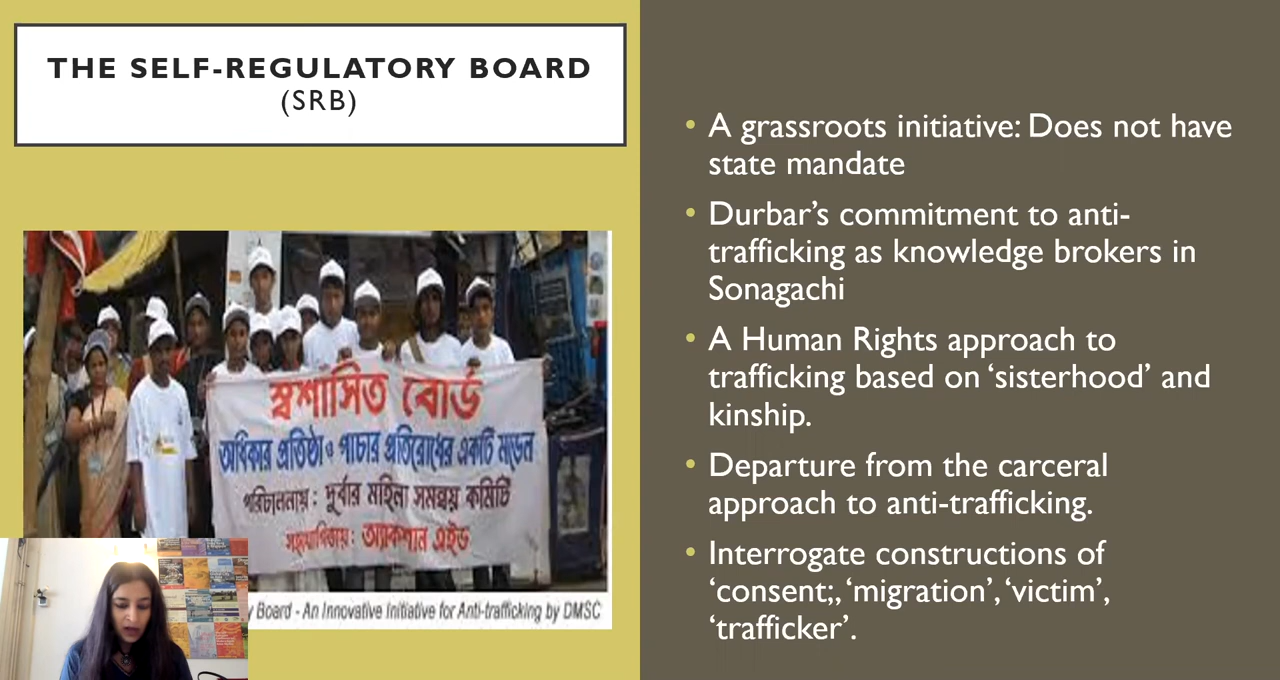 THE SELF-REGULATORY BOARD
(SRB)
স্বশাসিত বোর্ড
অধিকার প্রতিষ্ঠা ও পাচার প্রতিরোধের একটি মডেল
পরিচালনায় : দুর্বার মহিলা সমন্বয় কমিটি
সহযোগিতায় : অ্যাকশান এইড
y Board - An Innovative Initiative for Anti-trafficking by DMSC
• A grassroots initiative: Does not have
state mandate
• Durbar’s commitment to anti-
trafficking as knowledge brokers in
Sonagachi
• A Human Rights approach to
trafficking based on ‘sisterhood’ and
kinship.
• Departure from the carceral
approach to anti-trafficking.
• Interrogate constructions of
‘consent;, ‘migration’, ‘victim’,
‘trafficker’.